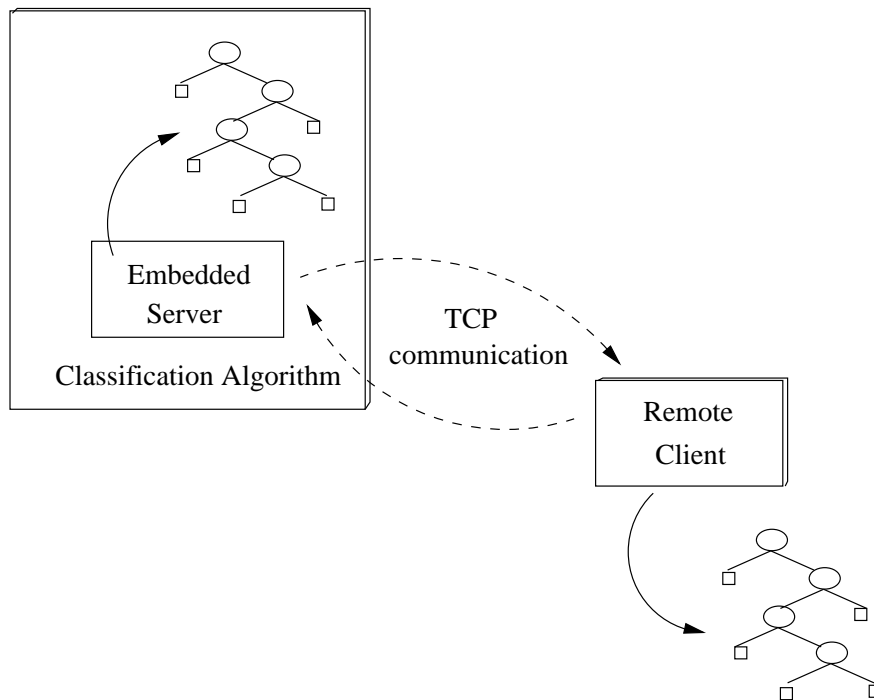 Embedded
Server
Classification Algorithm
TCP
communication
Remote
Client